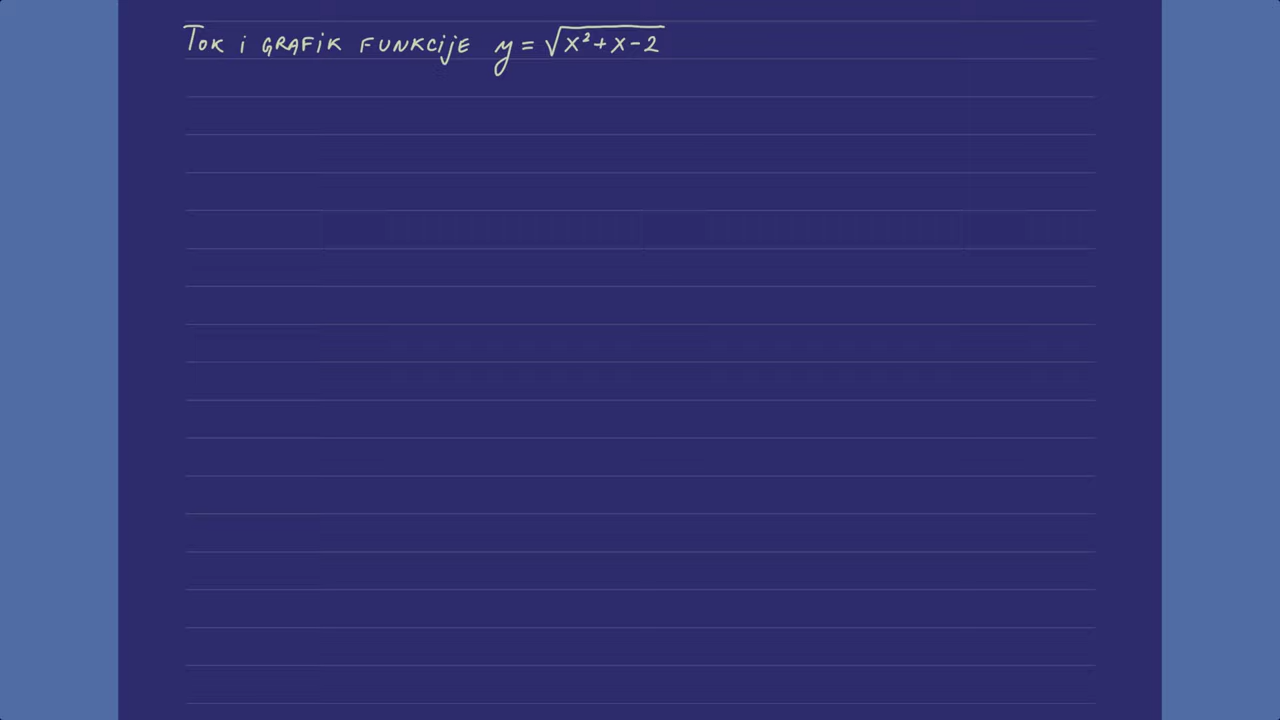 Tok i grafik funkcije y = √(x²+x-2)